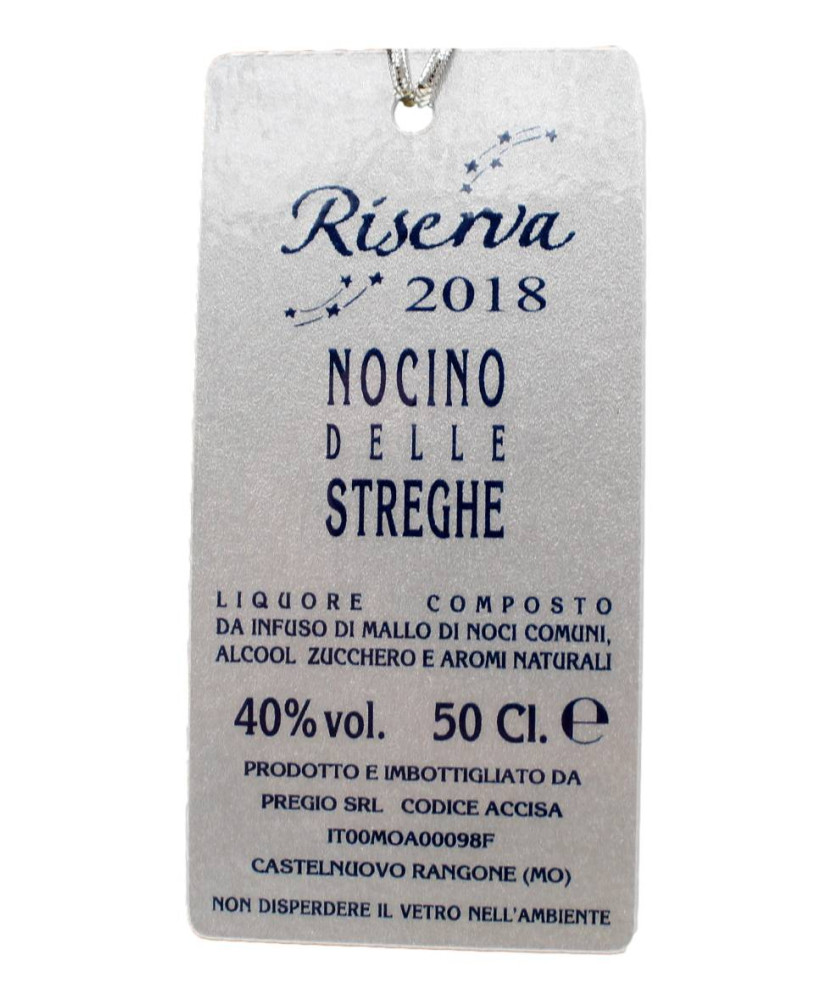 Riserva
2018
NOCINO
DELLE
STREGHE
LIQUORE COMPOSTO
DA INFUSO DI MALLO DI NOCI COMUNI,
ALCOOL ZUCCHERO E AROMI NATURALI
40% vol. 50 Cl. e
PRODOTTO E IMBOTTIGLIATO DA
PREGIO SRL CODICE ACCISA
IT00MOA00098F
CASTELNUOVO RANGONE (MO)
NON DISPERDERE IL VETRO NELL'AMBIENTE